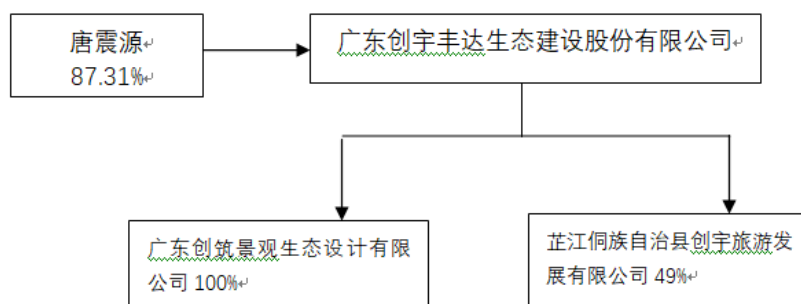 唐震源
87.31%
广东创宇丰达生态建设股份有限公司
广东创筑景观生态设计有限
公司 100%
芷江侗族自治县创宇旅游发
展有限公司 49%